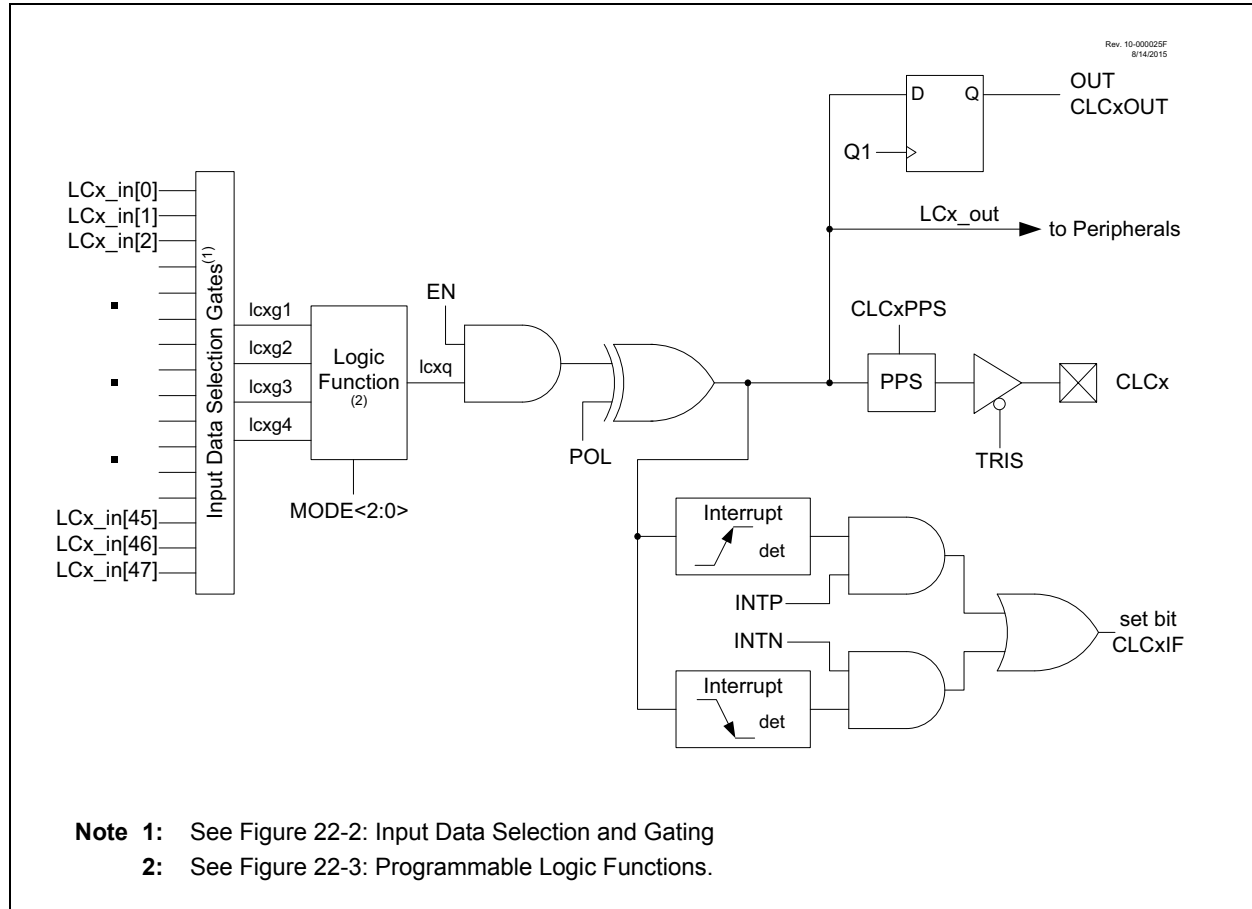 Rev. 10-000025F
8/14/2015
OUT
CLCxOUT
D
Q
Q1
LCx_out
to Peripherals
LCx_in[0]
LCx_in[1]
LCx_in[2]
Input Data Selection Gates(1)
lcxg1
lcxg2
lcxg3
lcxg4
Logic
Function
(2)
MODE<2:0>
EN
lcxq
POL
CLCxPPS
PPS
TRIS
CLCx
LCx_in[45]
LCx_in[46]
LCx_in[47]
Interrupt
det
INTP
INTN
Interrupt
det
set bit
CLCxIF
Note 1: See Figure 22-2: Input Data Selection and Gating
2: See Figure 22-3: Programmable Logic Functions.